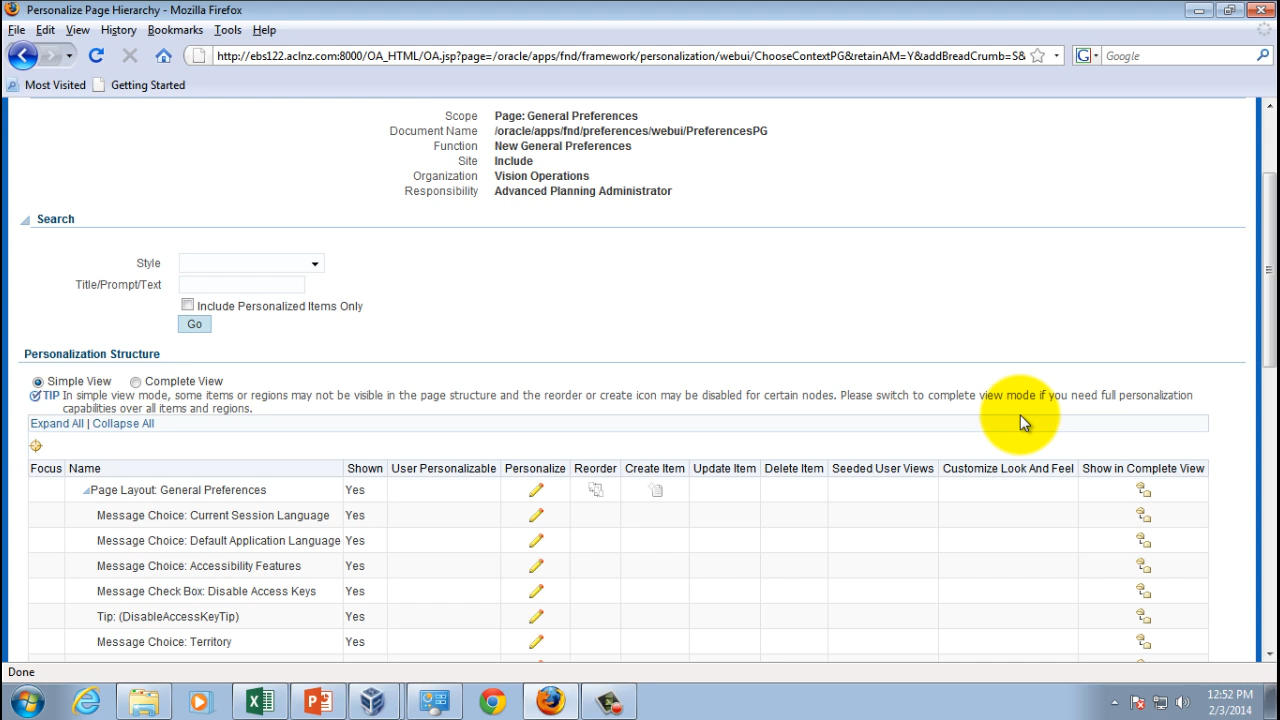 Personalize Page Hierarchy - Mozilla Firefox
File Edit View History Bookmarks Tools Help
http://ebs122.aclnz.com:8000/OA_HTML/OA.jsp?page=/oracle/apps/fnd/framework/personalization/webui/ChooseContextPG&retainAM=Y&addBreadCrumb=S& Google
Most Visited Getting Started
Scope Page: General Preferences
Document Name /oracle/apps/fnd/preferences/webui/PreferencesPG
Function New General Preferences
Site Include
Organization Vision Operations
Responsibility Advanced Planning Administrator
Search
Style
Title/Prompt/Text
Include Personalized Items Only
Go
Personalization Structure
Simple View Complete View
TIP In simple view mode, some items or regions may not be visible in the page structure and the reorder or create icon may be disabled for certain nodes. Please switch to complete view mode if you need full personalization
capabilities over all items and regions.
Expand All | Collapse All
Focus Name Shown User Personalizable Personalize Reorder Create Item Update Item Delete Item Seeded User Views Customize Look And Feel Show in Complete View
Page Layout: General Preferences Yes
Message Choice: Current Session Language Yes
Message Choice: Default Application Language Yes
Message Choice: Accessibility Features Yes
Message Check Box: Disable Access Keys Yes
Tip: (DisableAccessKeyTip) Yes
Message Choice: Territory Yes
Done
12:52 PM
2/3/2014